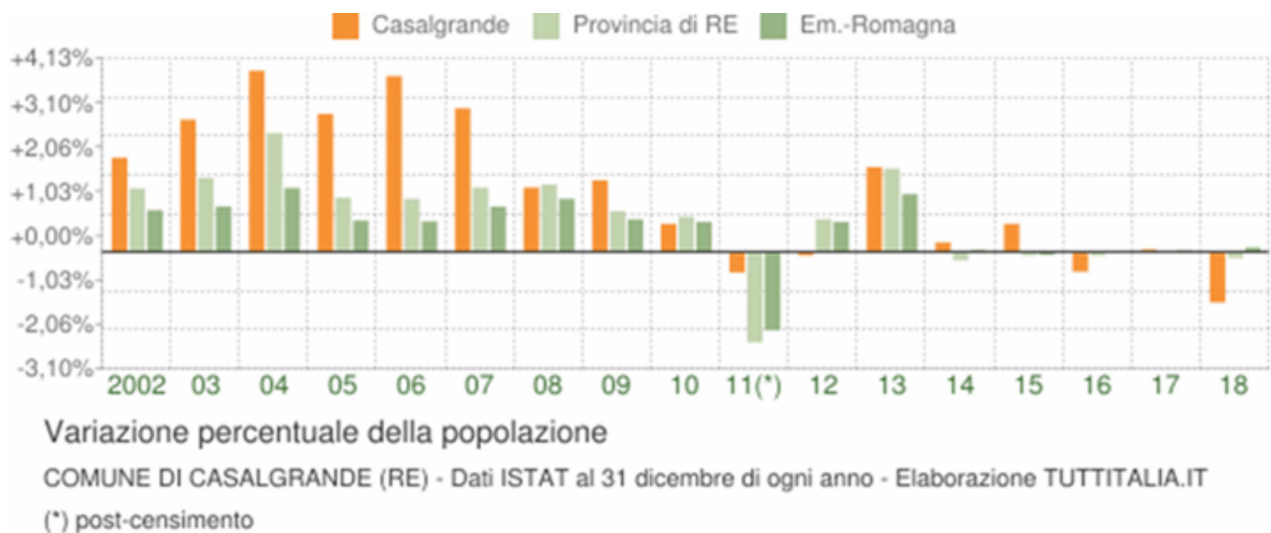 Casalgrande Provincia di RE Em.-Romagna
+4,13%
+3,10%
+2,06%
+1,03%
+0,00%
-1,03%
-2,06%
-3,10%
2002 03 04 05 06 07 08 09 10 11(*) 12 13 14 15 16 17 18
Variazione percentuale della popolazione
COMUNE DI CASALGRANDE (RE) - Dati ISTAT al 31 dicembre di ogni anno - Elaborazione TUTTITALIA.IT
(*) post-censimento